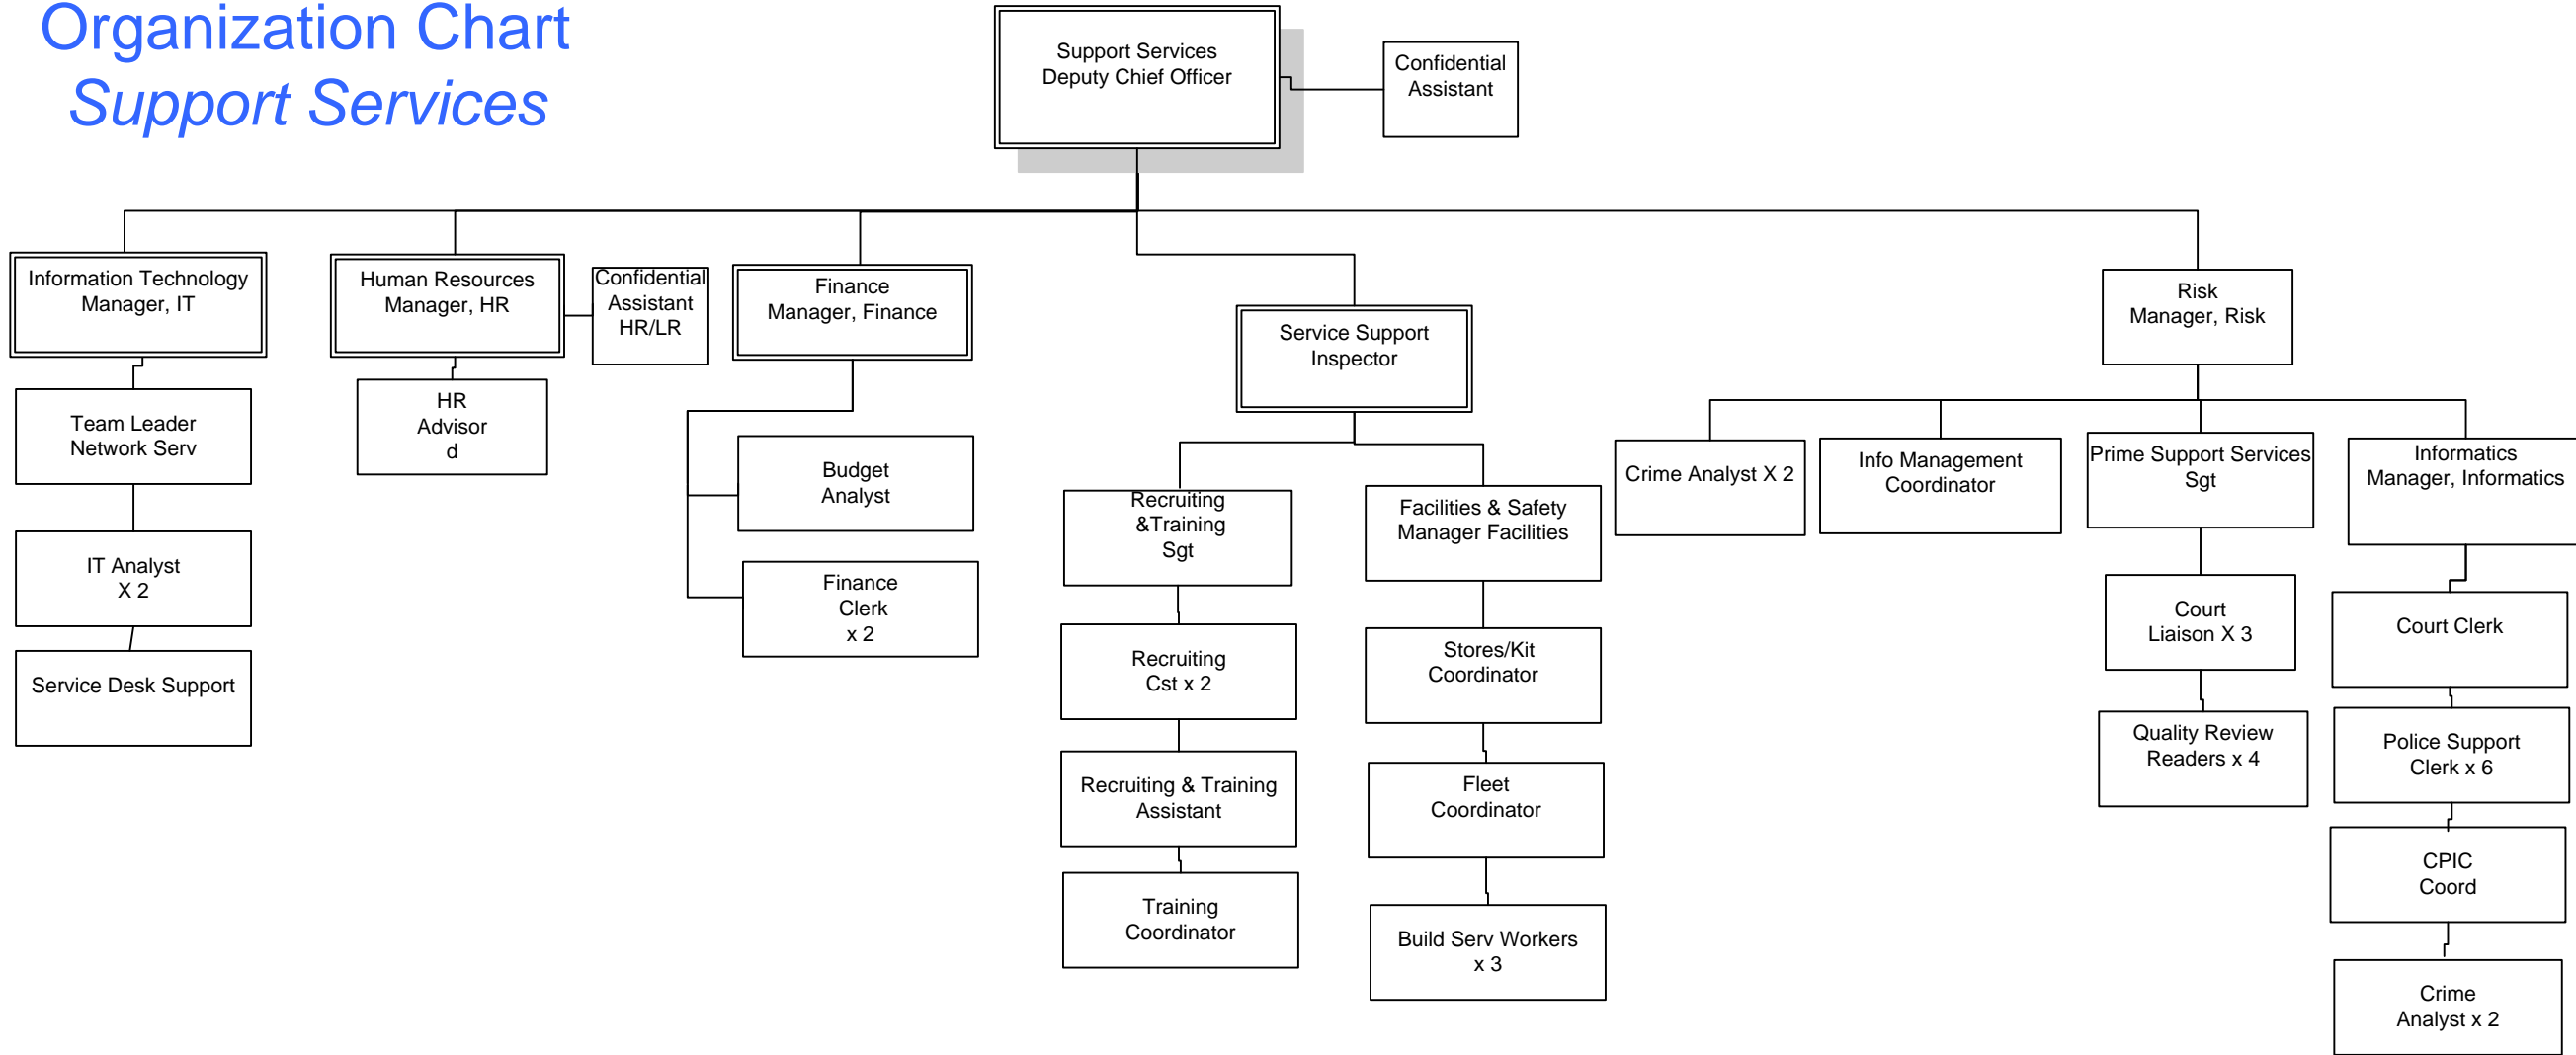 Organization Chart
Support Services
Support Services
Deputy Chief Officer
Confidential
Assistant
Information Technology
Manager, IT
Human Resources
Manager, HR
Confidential
Assistant
HR/LR
Finance
Manager, Finance
Service Support
Inspector
Risk
Manager, Risk
Team Leader
Network Serv
IT Analyst
X 2
Service Desk Support
HR
Advisor
d
Budget
Analyst
Finance
Clerk
x 2
Recruiting
&Training
Sgt
Recruiting
Cst x 2
Recruiting & Training
Assistant
Training
Coordinator
Facilities & Safety
Manager Facilities
Stores/Kit
Coordinator
Fleet
Coordinator
Build Serv Workers
x 3
Crime Analyst X 2
Info Management
Coordinator
Prime Support Services
Sgt
Court
Liaison X 3
Quality Review
Readers x 4
Informatics
Manager, Informatics
Court Clerk
Police Support
Clerk x 6
CPIC
Coord
Crime
Analyst x 2